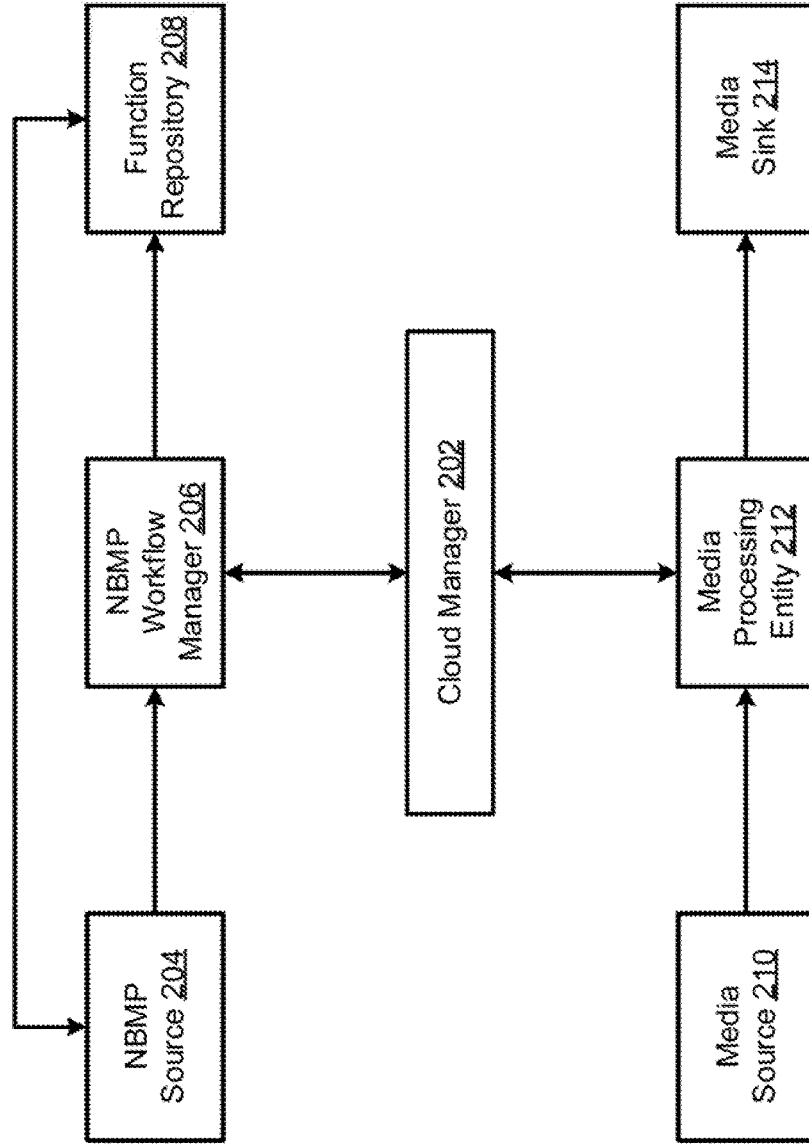 NBMP
Source 204
NBMP
Workflow
Manager 206
Function
Repository 208
Cloud Manager 202
Media
Source 210
Media
Processing
Entity 212
Media
Sink 214